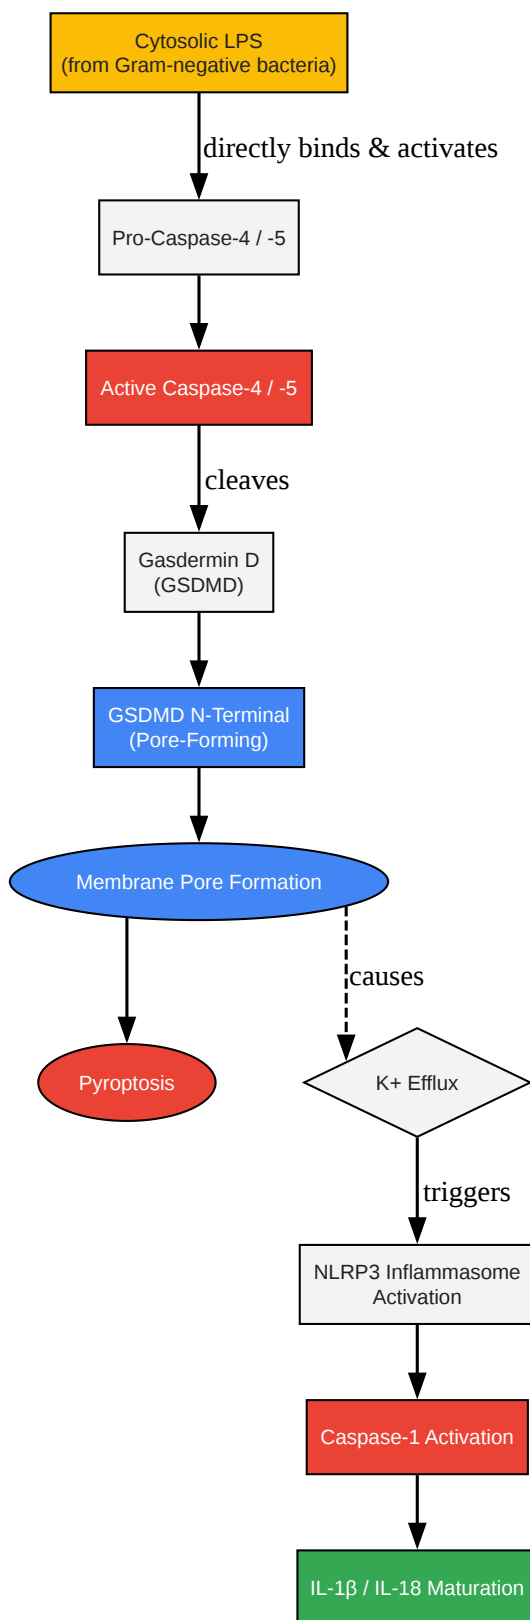 Cytosolic LPS
(from Gram-negative bacteria)
directly binds & activates
Pro-Caspase-4 / -5
Active Caspase-4 / -5
cleaves
Gasdermin D
(GSDMD)
GSDMD N-Terminal
(Pore-Forming)
Membrane Pore Formation
causes
Pyroptosis
K+ Efflux
triggers
NLRP3 Inflammasome
Activation
Caspase-1 Activation
IL-1β / IL-18 Maturation